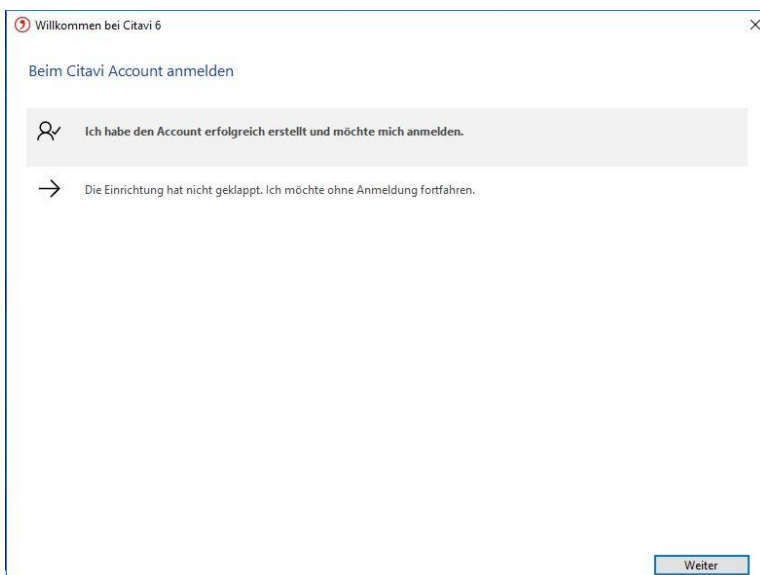 Willkommen bei Citavi 6
Beim Citavi Account anmelden
Ich habe den Account erfolgreich erstellt und möchte mich anmelden.
Die Einrichtung hat nicht geklappt. Ich möchte ohne Anmeldung fortfahren.
Weiter